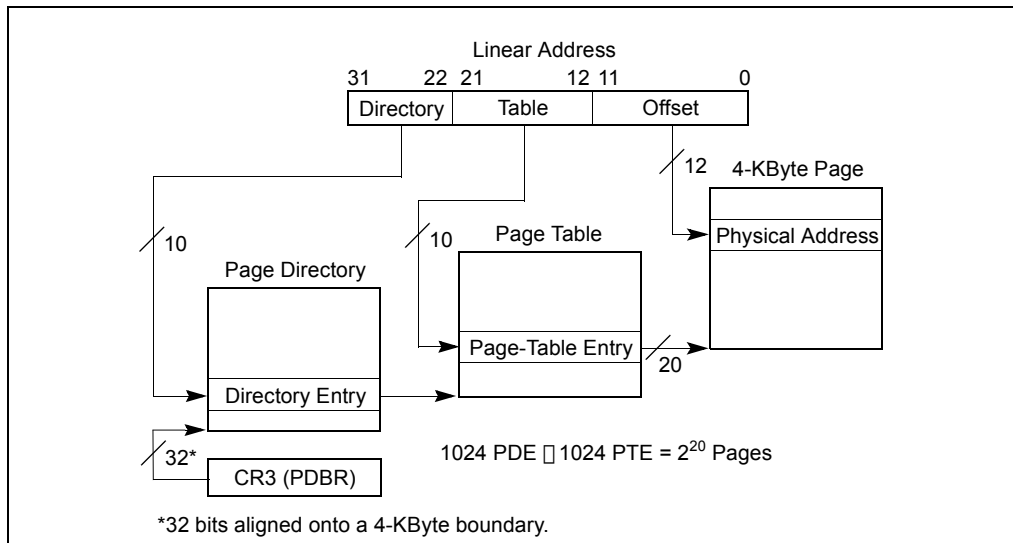 Linear Address
31 22 21 12 11 0
Directory Table Offset
12
4-KByte Page
10
10
Page Table
Physical Address
Page Directory
Page-Table Entry
20
Directory Entry
32*
1024 PDE □ 1024 PTE = 2²⁰ Pages
CR3 (PDBR)
*32 bits aligned onto a 4-KByte boundary.